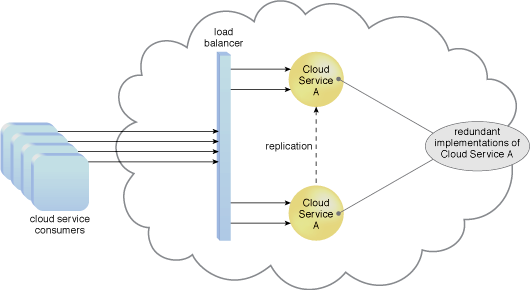 load
balancer
Cloud
Service
A
replication
redundant
implementations of
Cloud Service A
Cloud
Service
A
cloud service
consumers